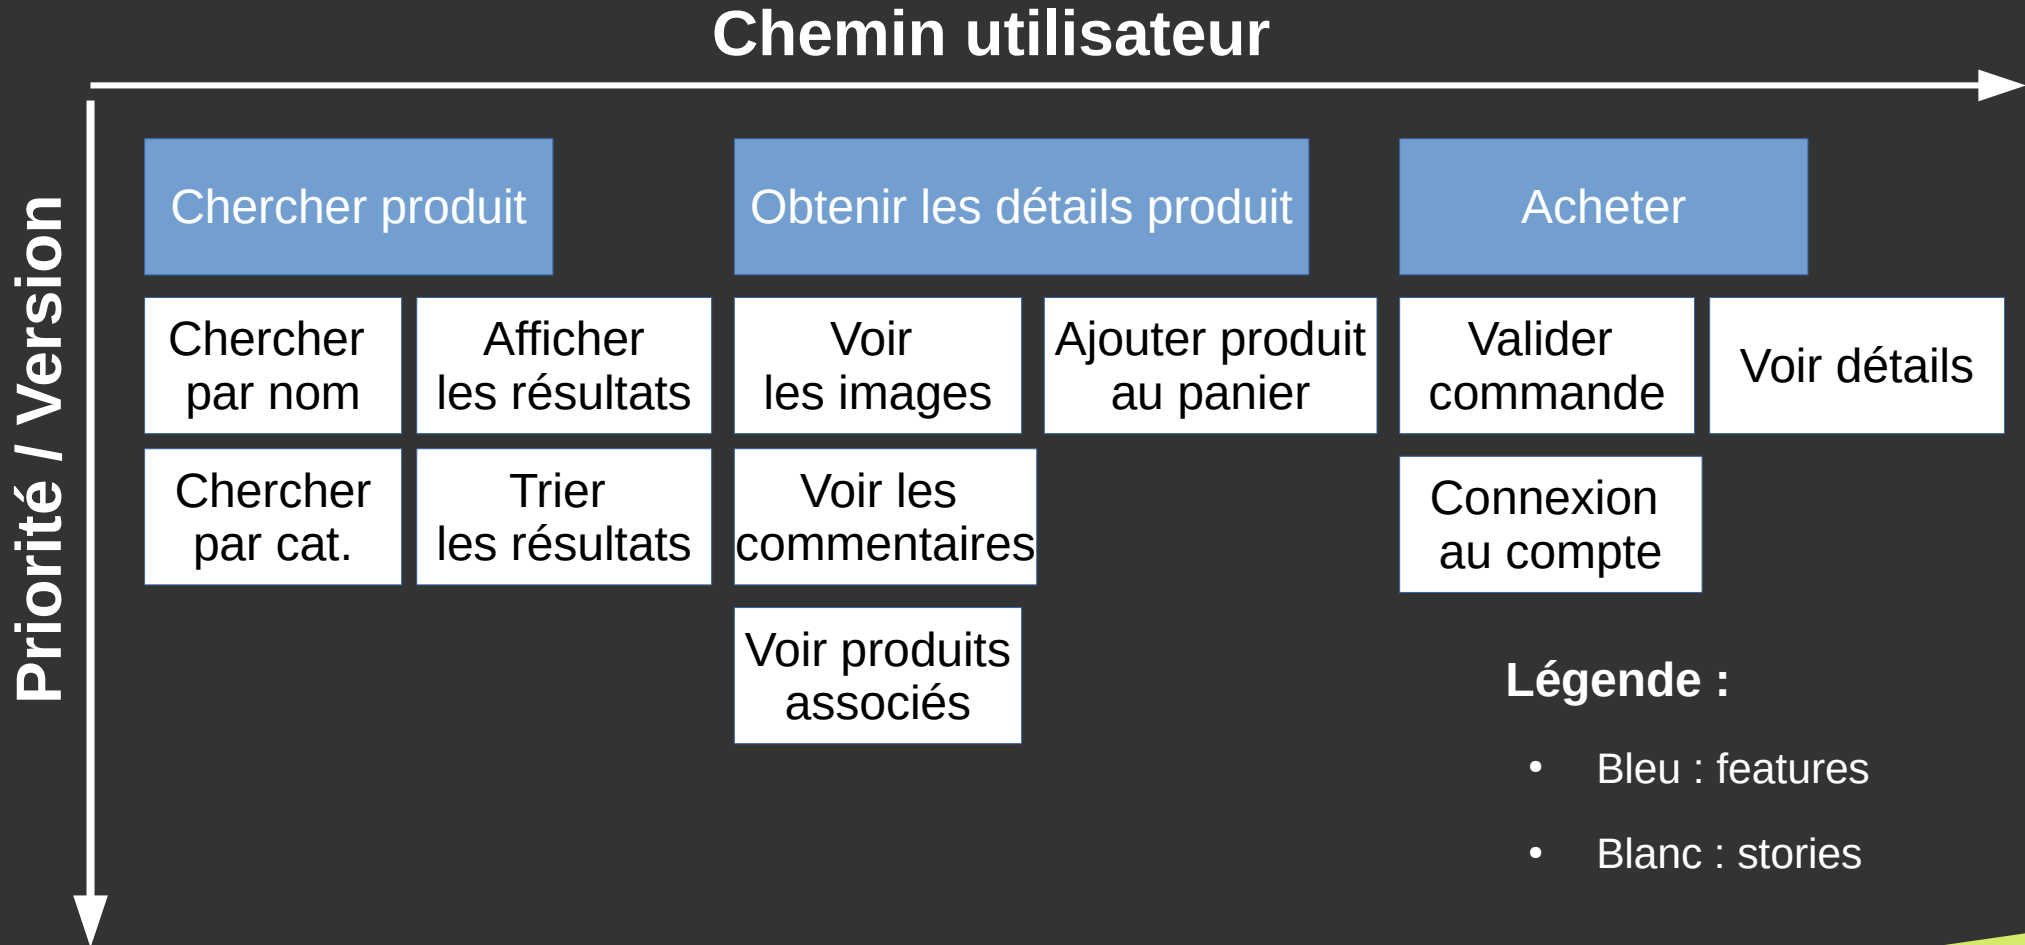 Chemin utilisateur
Priorité / Version
Chercher produit
Obtenir les détails produit
Acheter
Chercher
par nom
Afficher
les résultats
Voir
les images
Ajouter produit
au panier
Valider
commande
Voir détails
Chercher
par cat.
Trier
les résultats
Voir les
commentaires
Connexion
au compte
Voir produits
associés
Légende :
• Bleu : features
• Blanc : stories